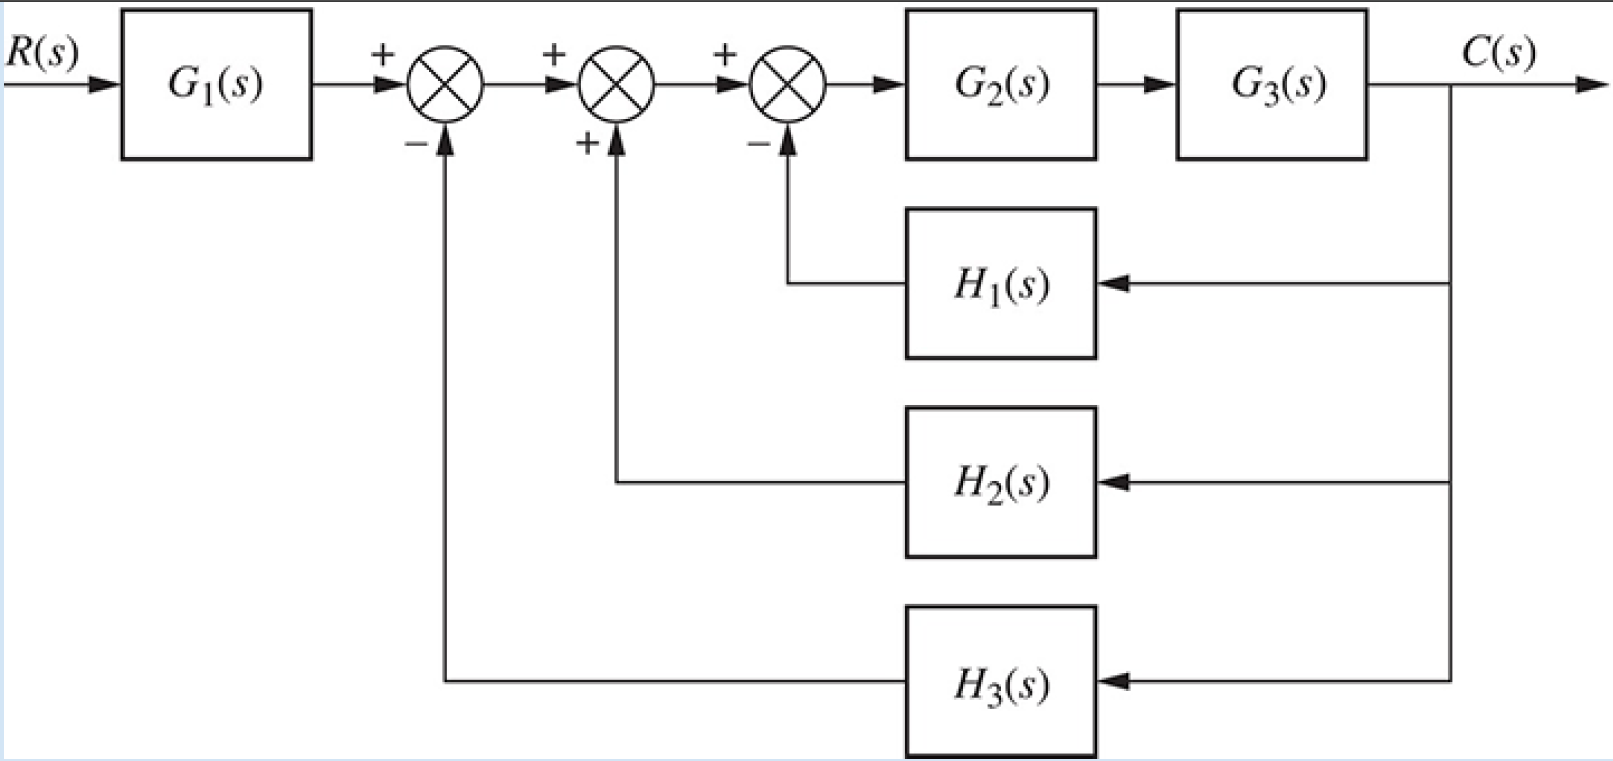 R(s)
G₁(s)
+
−
+
+
+
−
G₂(s)
G₃(s)
C(s)
H₁(s)
H₂(s)
H₃(s)